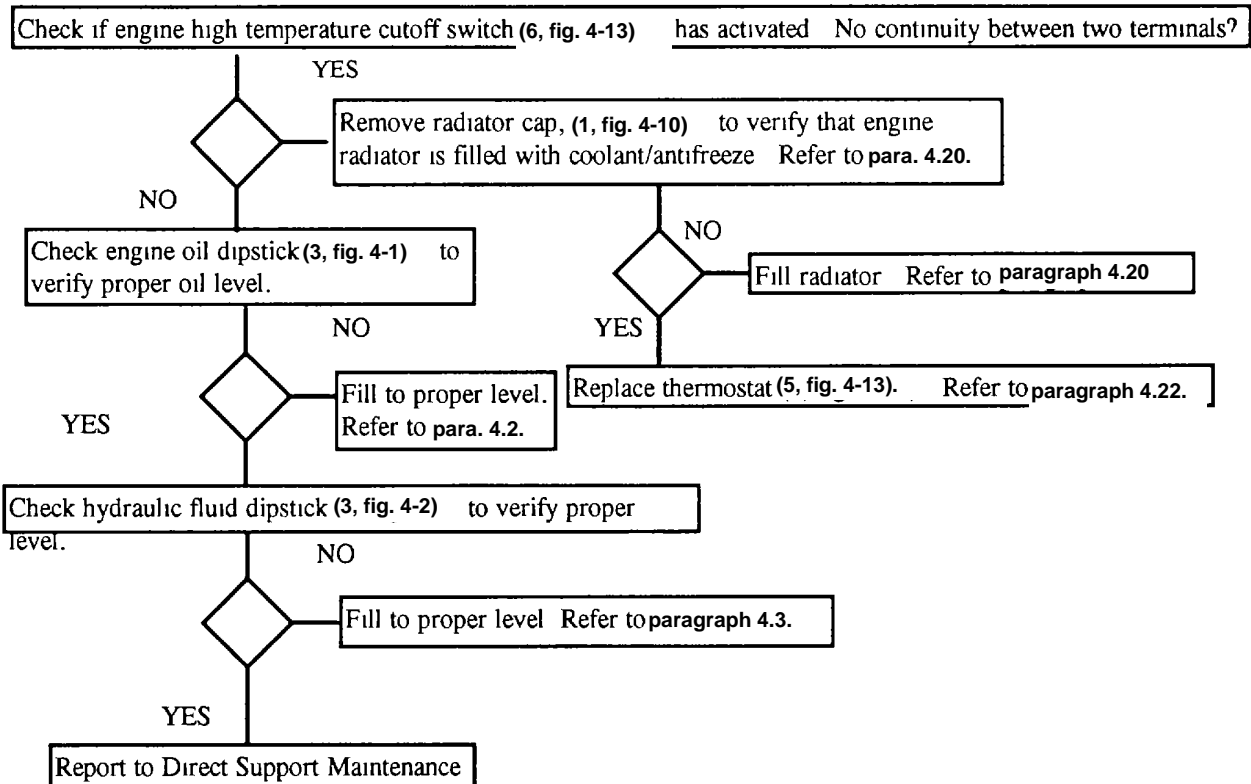 Check if engine high temperature cutoff switch (6, fig. 4-13) has activated No continuity between two terminals?
YES
Remove radiator cap, (1, fig. 4-10) to verify that engine
radiator is filled with coolant/antifreeze Refer to para. 4.20.
NO
Check engine oil dipstick (3, fig. 4-1) to
verify proper oil level.
NO
Fill radiator Refer to paragraph 4.20
NO
YES
Replace thermostat (5, fig. 4-13). Refer to paragraph 4.22.
Fill to proper level.
Refer to para. 4.2.
YES
Check hydraulic fluid dipstick (3, fig. 4-2) to verify proper
level.
NO
Fill to proper level Refer to paragraph 4.3.
YES
Report to Direct Support Maintenance